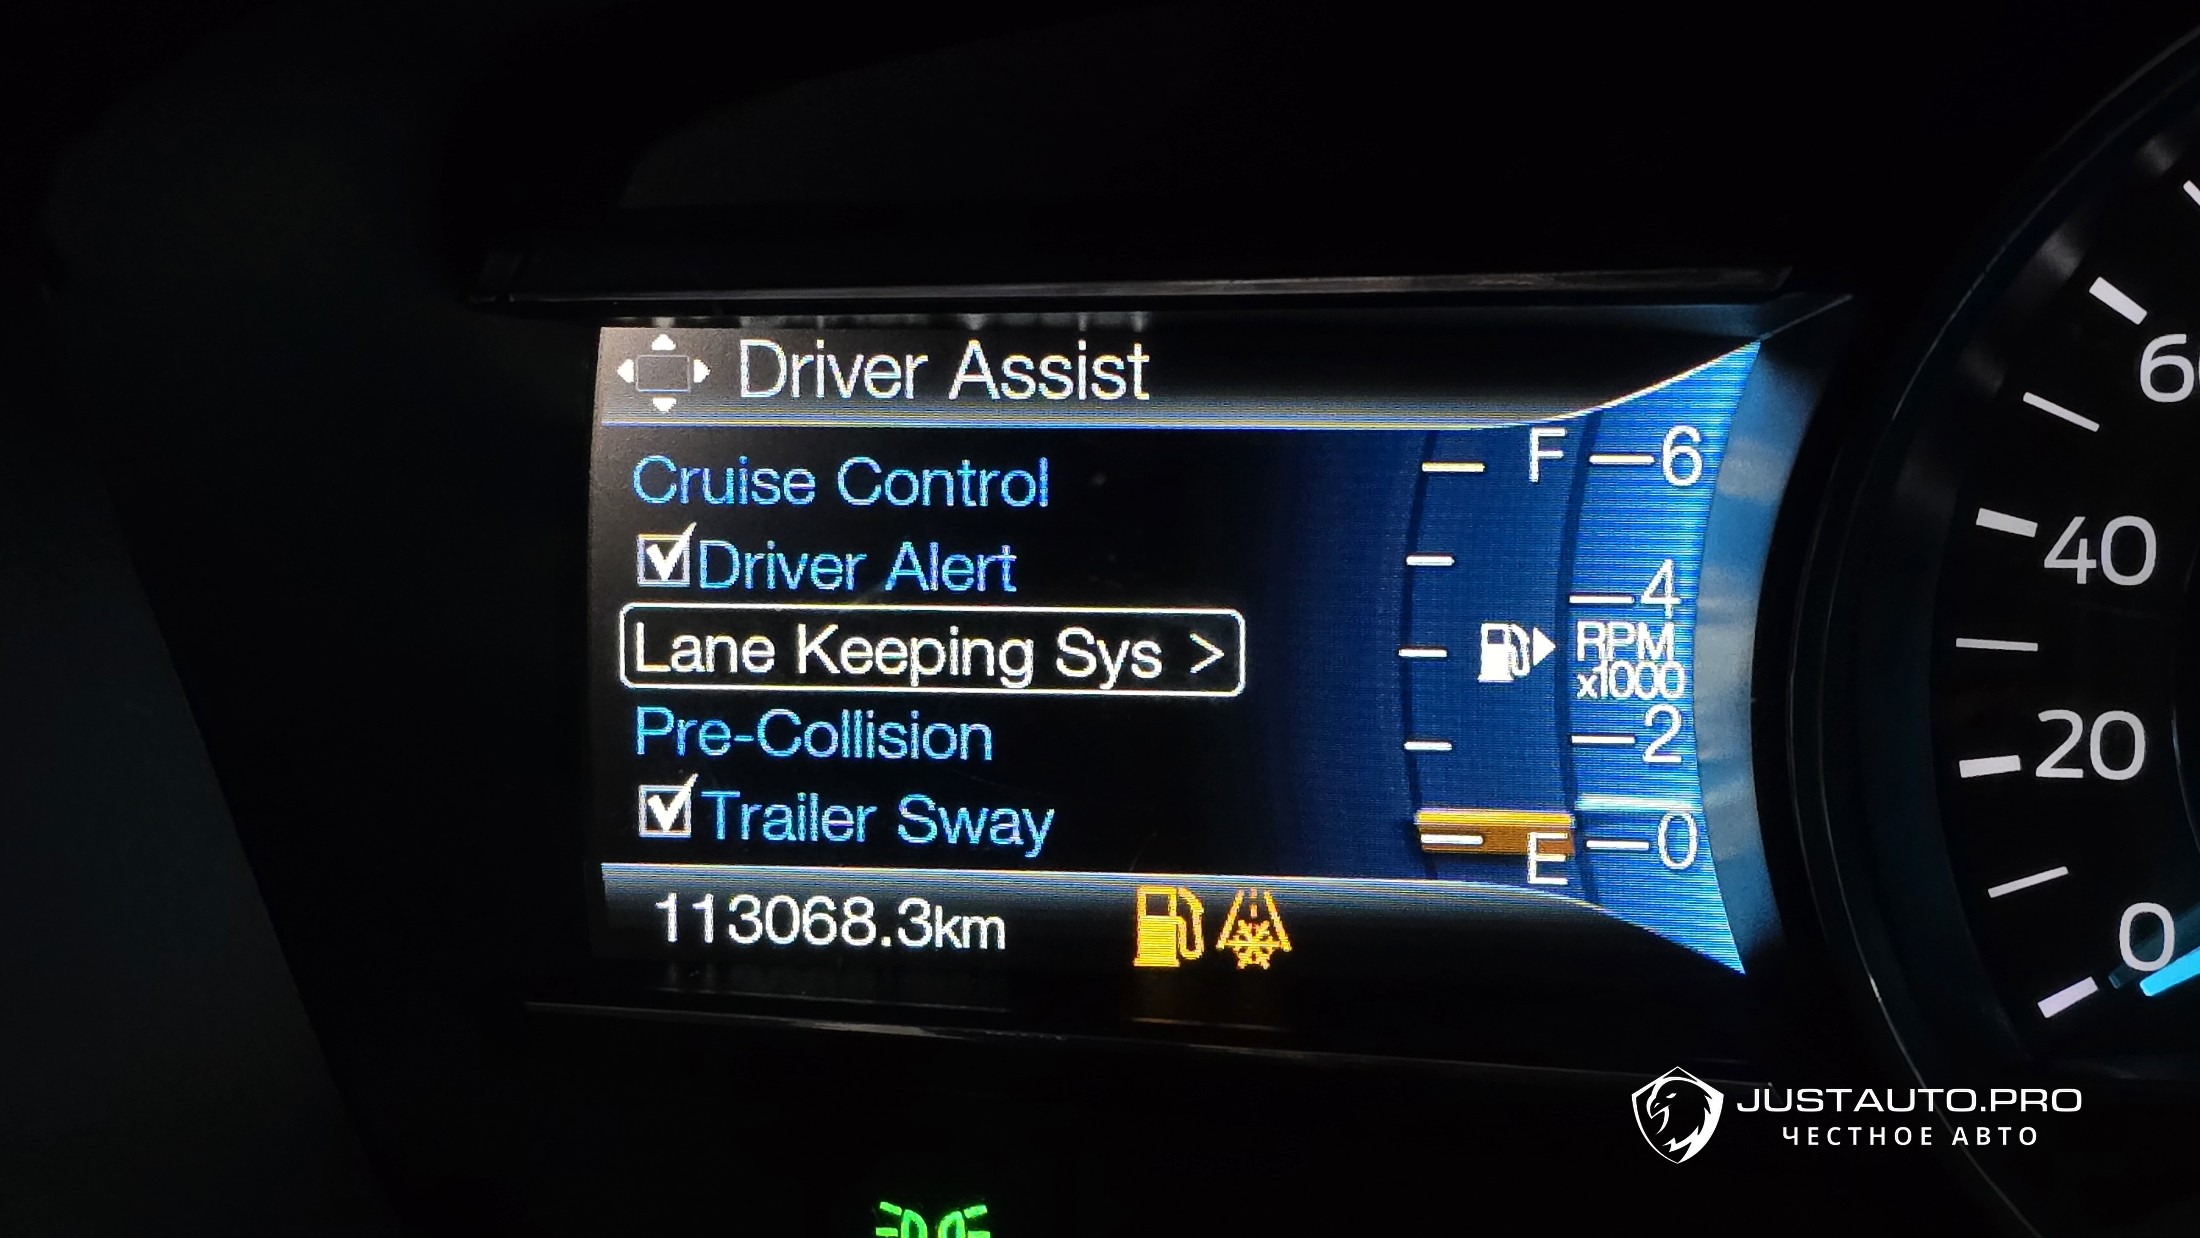 Driver Assist
Cruise Control
Driver Alert
Lane Keeping Sys >
Pre-Collision
Trailer Sway
113068.3km
F
E
6
4
RPM
x1000
2
0
40
20
0
JUSTAUTO.PRO
ЧЕСТНОЕ АВТО